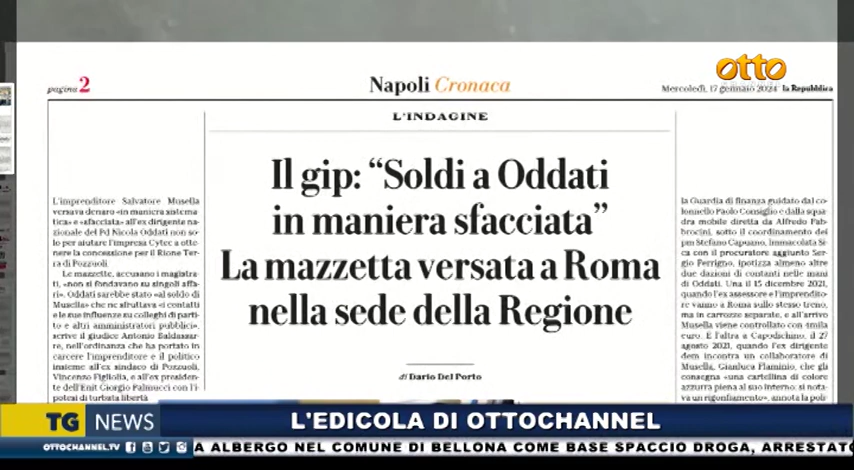 pagina 2
Napoli Cronaca
otto
Mercoledì, 17 gennaio 2024 la Repubblica
L'INDAGINE
Il gip: “Soldi a Oddati
in maniera sfacciata”
La mazzetta versata a Roma
nella sede della Regione
di Dario Del Porto
L'imprenditore Salvatore Musella
versava denaro «in maniera sistema-
tica» e «sfacciata» all'ex dirigente na-
zionale del Pd Nicola Oddati non so-
lo per aiutare l'impresa Cytec a otte-
nere la concessione per il Rione Ter-
ra di Pozzuoli.
Le mazzette, accusano i magistra-
ti, «non si fondavano su singoli affa-
ri». Oddati sarebbe stato «al soldo di
Musella» che ne sfruttava «i contatti
e le sue influenze su colleghi di parti-
to e altri amministratori pubblici»,
scrive il giudice Antonio Baldassar-
re, nell'ordinanza che ha portato in
carcere l'imprenditore e il politico
insieme all'ex sindaco di Pozzuoli,
Vincenzo Figliolia, e all'ex presiden-
te dell'Enit Giorgio Palmucci con l'i-
potesi di turbata libertà
la Guardia di finanza guidato dal co-
lonnello Paolo Consiglio e dalla squa-
dra mobile diretta da Alfredo Fab-
brocini, sotto il coordinamento dei
pm Stefano Capuano, Immacolata Si-
ca con il procuratore aggiunto Ser-
gio Ferrigno, ipotizza almeno altre
due dazioni di contanti nelle mani
di Oddati. Una il 15 dicembre 2021,
quando l'ex assessore e l'imprendito-
re vanno a Roma sullo stesso treno,
ma in carrozze separate, e all'arrivo
Musella viene controllato con 4mila
euro. E l'altra a Capodichino, il 27
agosto 2021, quando l'ex dirigente
dem incontra un collaboratore di
Musella, Gianluca Flaminio, che gli
consegna «una cartellina di colore
azzurra piena al suo interno: si nota-
va un rigonfiamento», annota la poli-
TG NEWS
L'EDICOLA DI OTTOCHANNEL
OTTOCHANNEL.TV
A ALBERGO NEL COMUNE DI BELLONA COME BASE SPACCIO DROGA, ARRESTATO